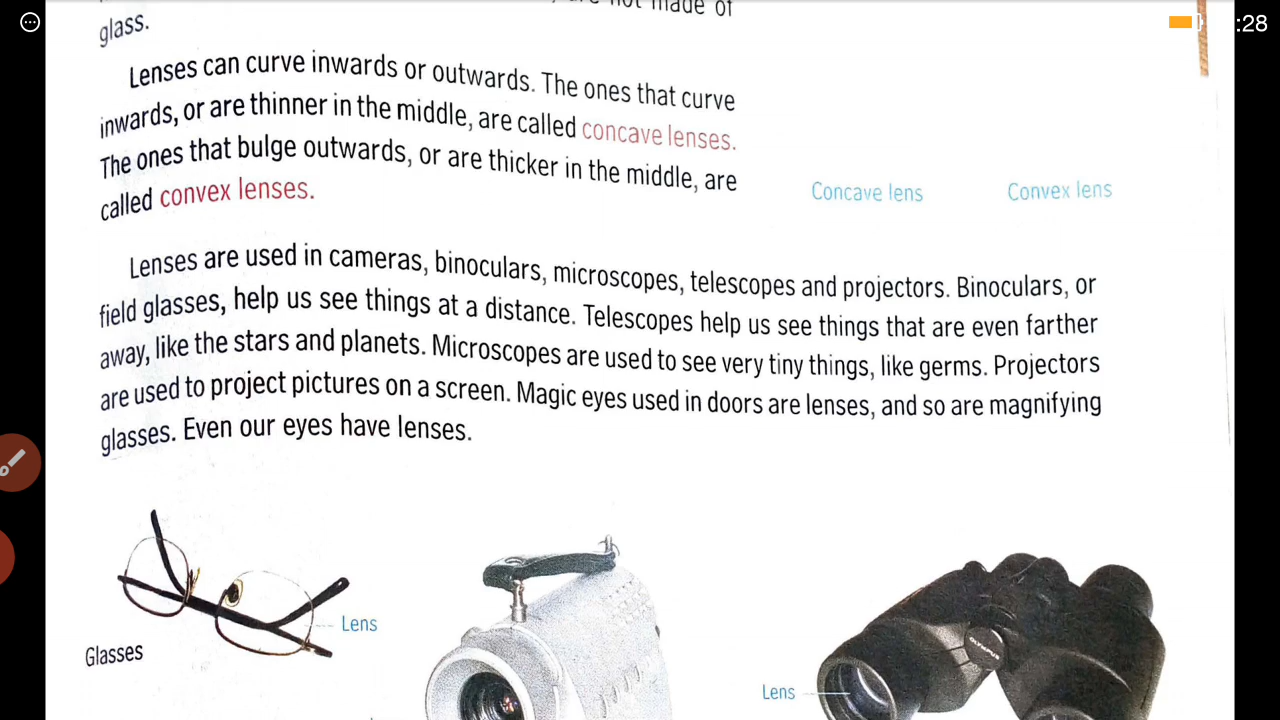 not made of
glass.
Lenses can curve inwards or outwards. The ones that curve
inwards, or are thinner in the middle, are called concave lenses.
The ones that bulge outwards, or are thicker in the middle, are
called convex lenses.
Concave lens
Convex lens
Lenses are used in cameras, binoculars, microscopes, telescopes and projectors. Binoculars, or
field glasses, help us see things at a distance. Telescopes help us see things that are even farther
away, like the stars and planets. Microscopes are used to see very tiny things, like germs. Projectors
are used to project pictures on a screen. Magic eyes used in doors are lenses, and so are magnifying
glasses. Even our eyes have lenses.
Lens
Glasses
OLYMPUS
Lens
:28